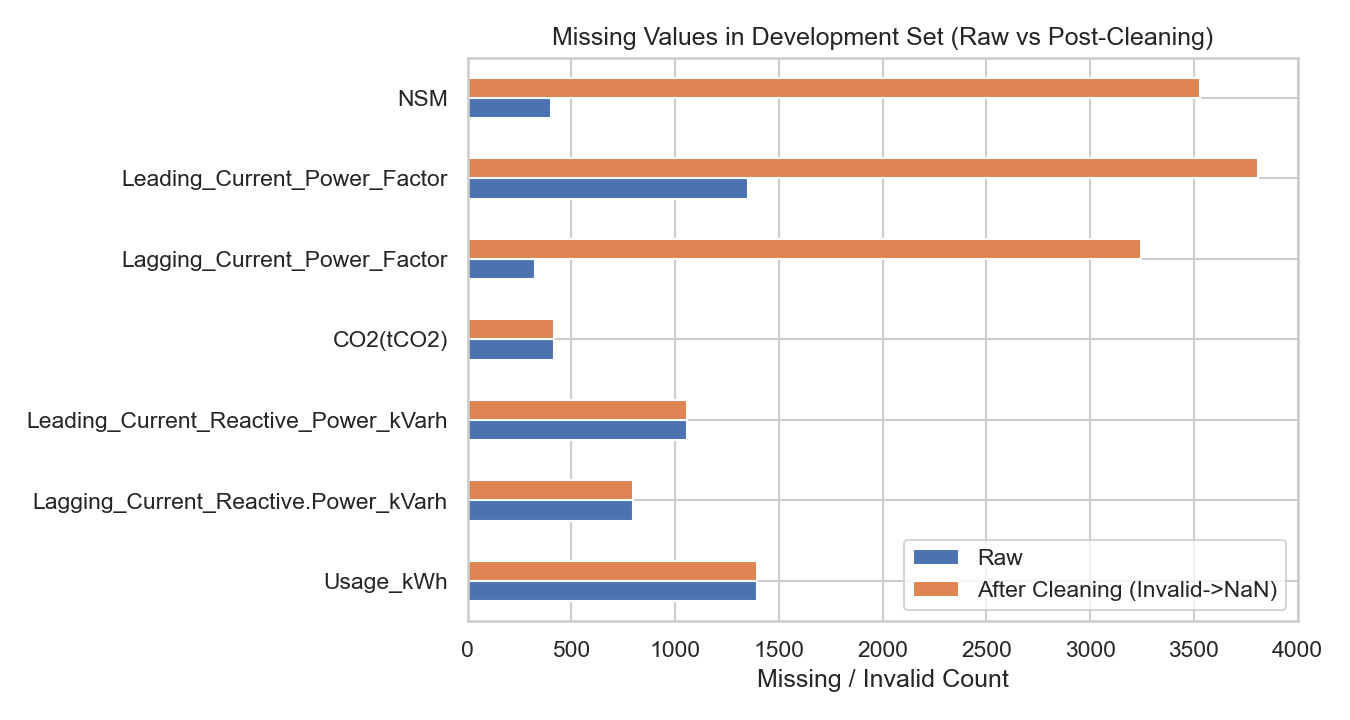 Missing Values in Development Set (Raw vs Post-Cleaning)
NSM
Leading_Current_Power_Factor
Lagging_Current_Power_Factor
CO2(tCO2)
Leading_Current_Reactive_Power_kVarh
Lagging_Current_Reactive.Power_kVarh
Usage_kWh
Raw
After Cleaning (Invalid->NaN)
0 500 1000 1500 2000 2500 3000 3500 4000
Missing / Invalid Count